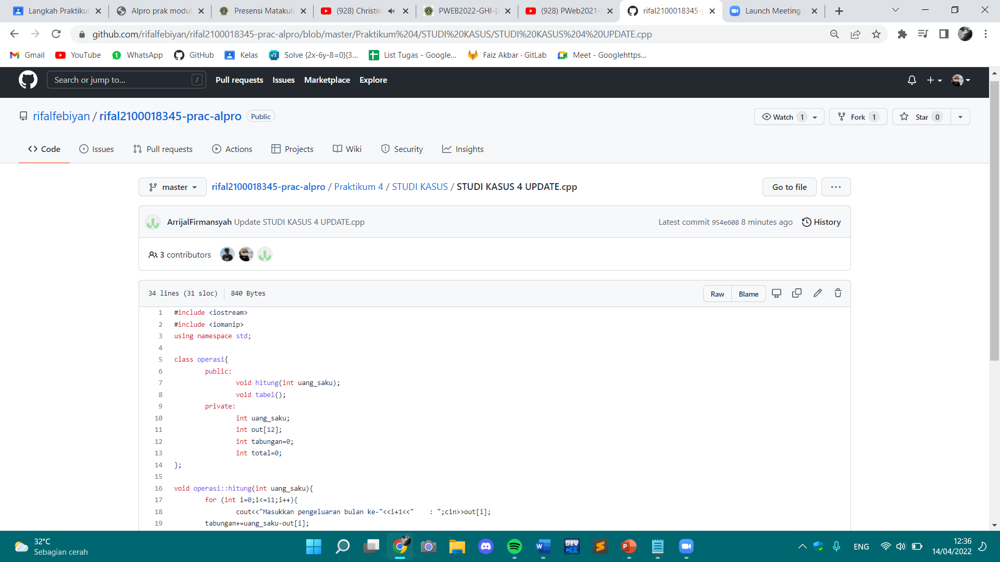 Langkah Praktikur
Alpro prak modul
Presensi Matakuli
(928) Christin
PWEB2022-GHI-[
(928) PWeb2021-
rifal2100018345-p
Launch Meeting -
github.com/rifalfebiyan/rifal2100018345-prac-alpro/blob/master/Praktikum%204/STUDI%20KASUS/STUDI%20KASUS%204%20UPDATE.cpp
Gmail
YouTube
WhatsApp
GitHub
Kelas
Solve {2x-6y-8=0}{3...
List Tugas - Google...
Faiz Akbar · GitLab
Meet - Googlehttps...
Search or jump to...
/
Pull requests
Issues
Marketplace
Explore
rifalfebiyan / rifal2100018345-prac-alpro
Public
Watch 1
Fork 1
Star 0
Code
Issues
Pull requests
Actions
Projects
Wiki
Security
Insights
master
rifal2100018345-prac-alpro / Praktikum 4 / STUDI KASUS / STUDI KASUS 4 UPDATE.cpp
Go to file
ArrijalFirmansyah Update STUDI KASUS 4 UPDATE.cpp
Latest commit 954e608 8 minutes ago
History
3 contributors
34 lines (31 sloc)
840 Bytes
Raw
Blame
1 #include <iostream>
2 #include <iomanip>
3 using namespace std;
4
5 class operasi{
6 public:
7 void hitung(int uang_saku);
8 void tabel();
9 private:
10 int uang_saku;
11 int out[12];
12 int tabungan=0;
13 int total=0;
14 };
15
16 void operasi::hitung(int uang_saku){
17 for (int i=0;i<=11;i++){
18 cout<<"Masukkan pengeluaran bulan ke-"<<i+1<<"    : ";cin>>out[i];
19 tabungan+=uang_saku-out[i];
32°C
Sebagian cerah
DEV
C++
ENG
12:36
14/04/2022